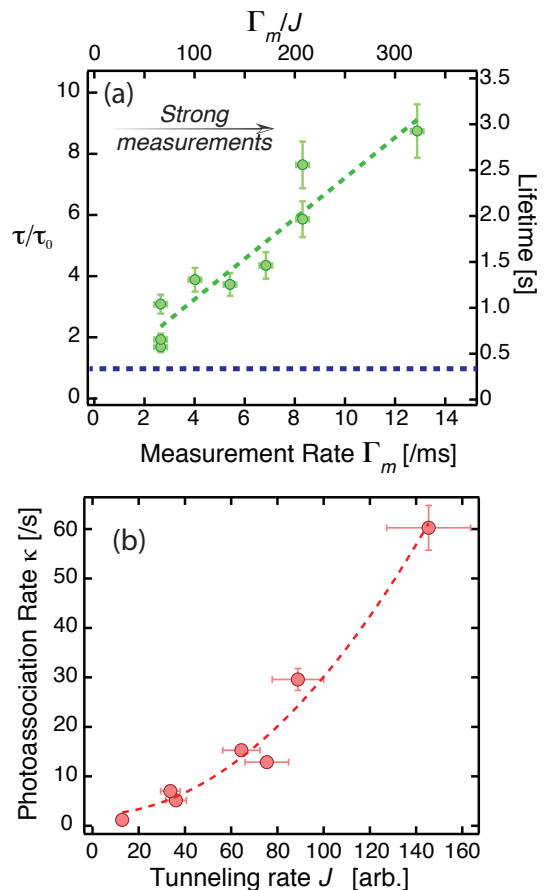 Γm/J
0 100 200 300
(a)
Strong
measurements
10
8
6
4
2
0
τ/τ0
3.5
3.0
2.5
2.0
1.5
1.0
0.5
0.0
Lifetime [s]
0 2 4 6 8 10 12 14
Measurement Rate Γm [/ms]
(b)
60
50
40
30
20
10
0
Photoassociation Rate κ [/s]
0 20 40 60 80 100 120 140 160
Tunneling rate J [arb.]